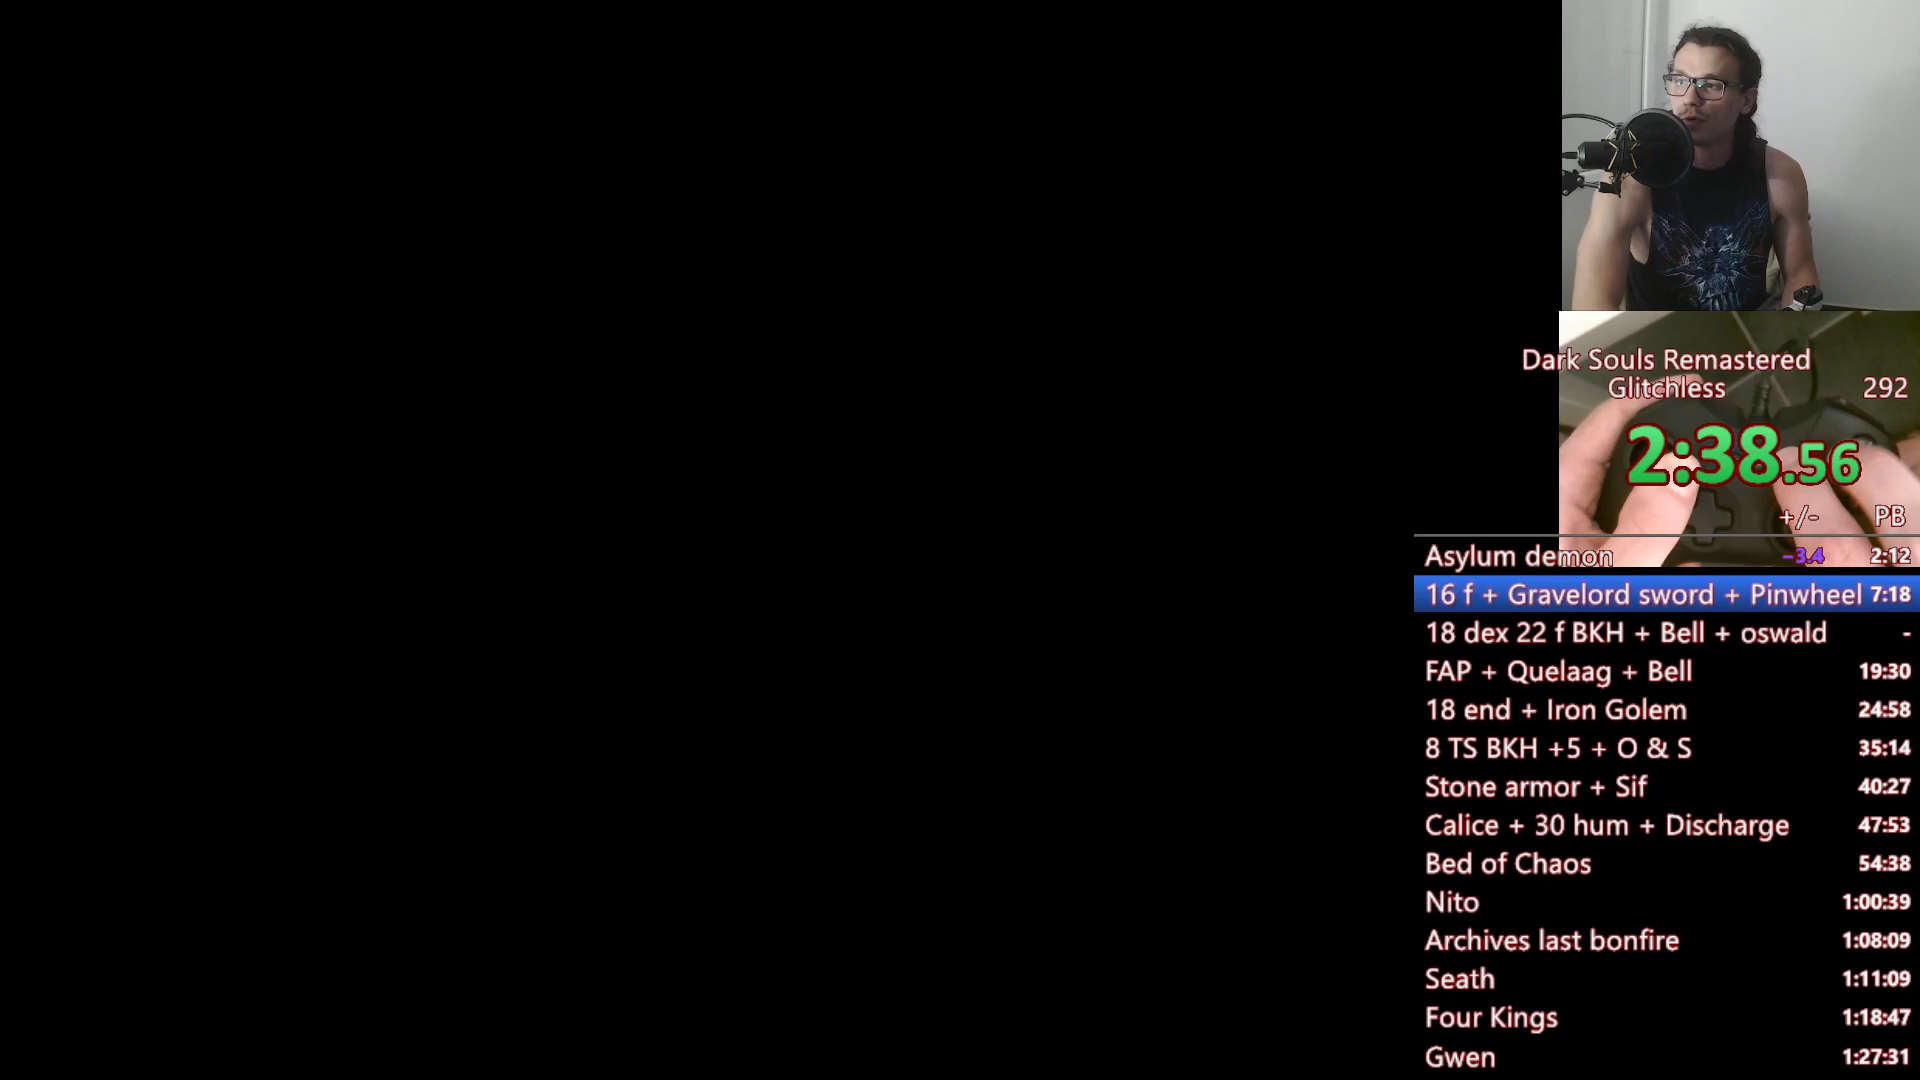 Dark Souls Remastered
Glitchless 292
2:38.56
+/- PB
Asylum demon -3.4 2:12
16 f + Gravelord sword + Pinwheel 7:18
18 dex 22 f BKH + Bell + oswald -
FAP + Quelaag + Bell 19:30
18 end + Iron Golem 24:58
8 TS BKH +5 + O & S 35:14
Stone armor + Sif 40:27
Calice + 30 hum + Discharge 47:53
Bed of Chaos 54:38
Nito 1:00:39
Archives last bonfire 1:08:09
Seath 1:11:09
Four Kings 1:18:47
Gwen 1:27:31